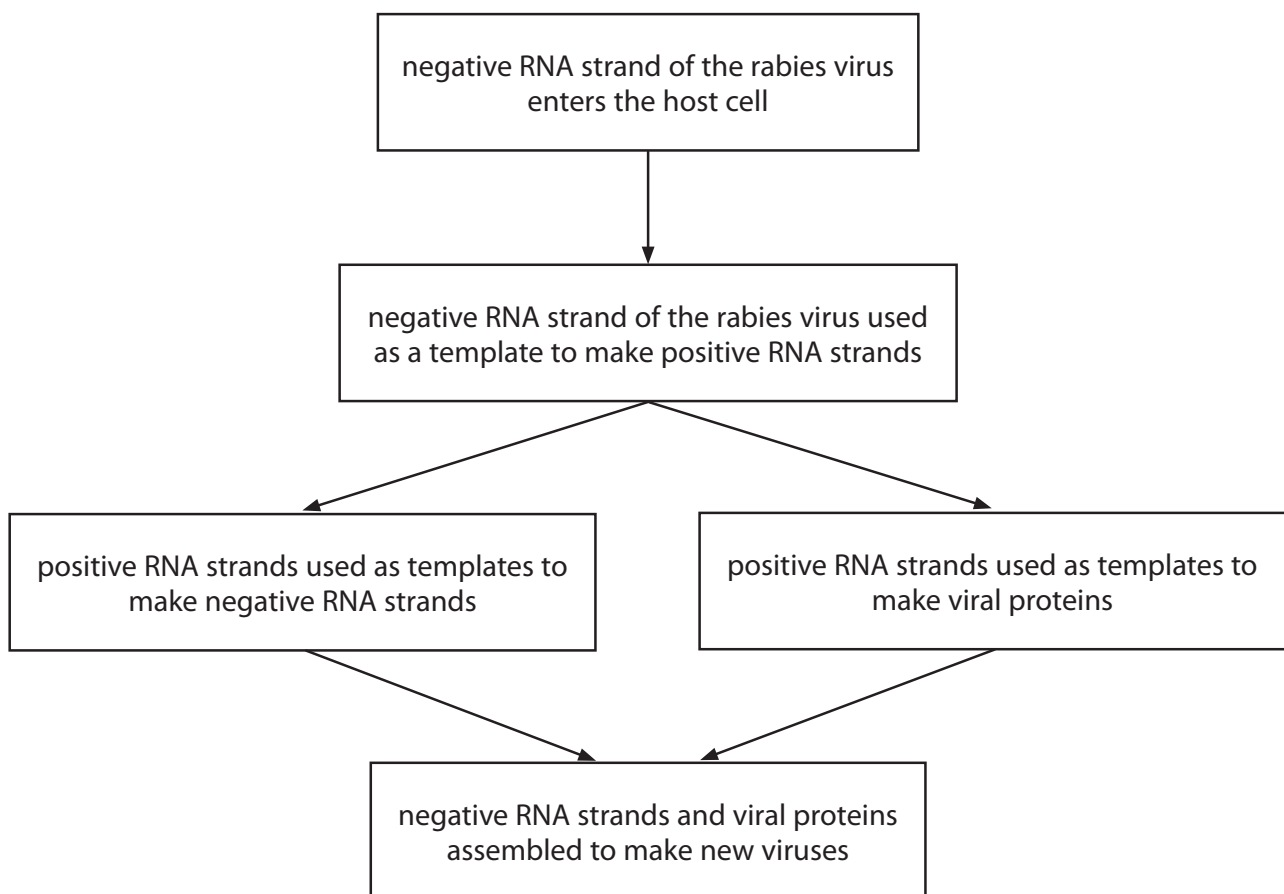 negative RNA strand of the rabies virus
enters the host cell
negative RNA strand of the rabies virus used
as a template to make positive RNA strands
positive RNA strands used as templates to
make negative RNA strands
positive RNA strands used as templates to
make viral proteins
negative RNA strands and viral proteins
assembled to make new viruses